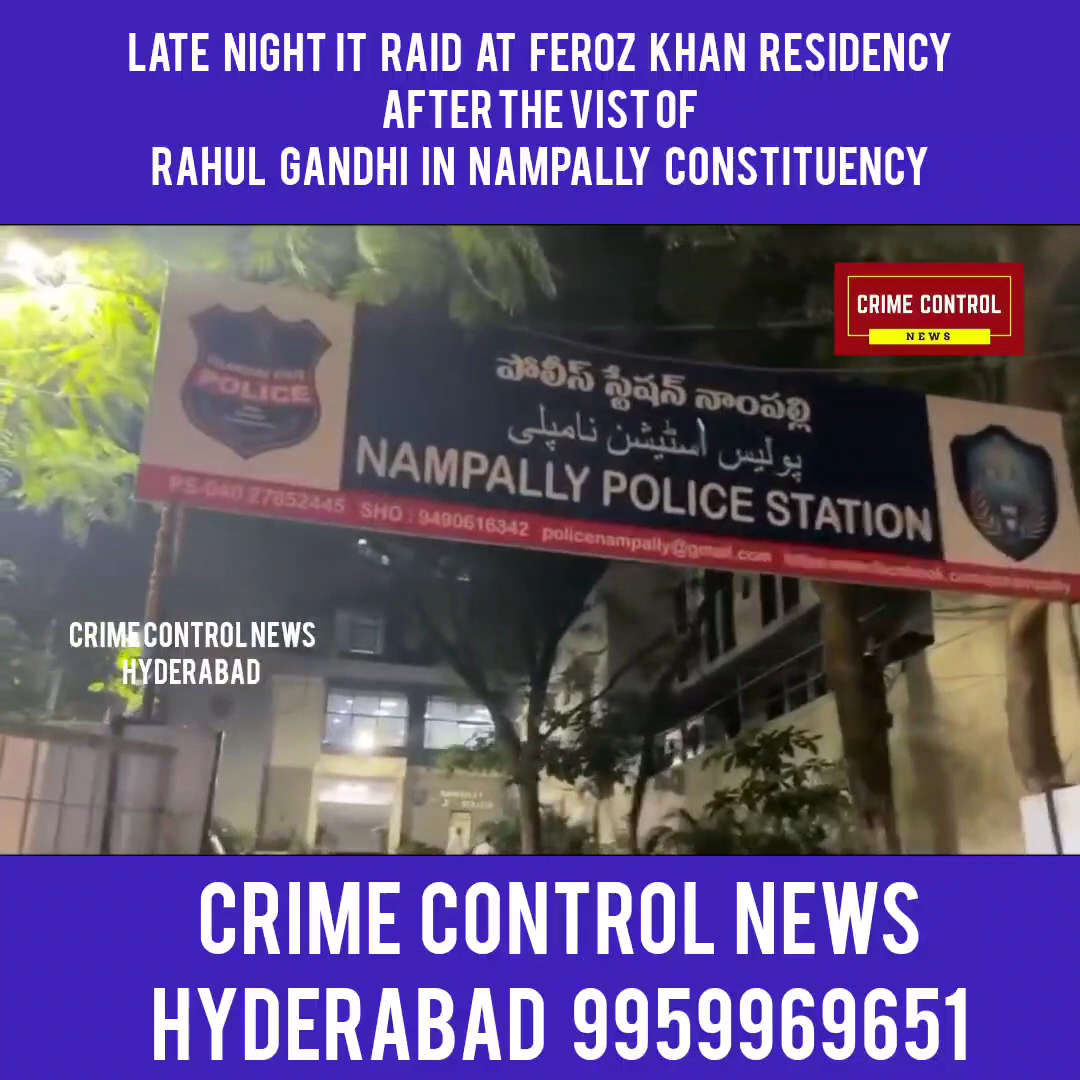 LATE NIGHT IT RAID AT FEROZ KHAN RESIDENCY
AFTER THE VIST OF
RAHUL GANDHI IN NAMPALLY CONSTITUENCY
CRIME CONTROL
NEWS
POLICE
పోలీస్ స్టేషన్ నాంపల్లి
پولیس اسٹیشن نامپلی
NAMPALLY POLICE STATION
PS-040 27852445 SHO : 9490616342 policenampally@gmail.com
CRIME CONTROL NEWS
HYDERABAD
CRIME CONTROL NEWS
HYDERABAD 9959969651